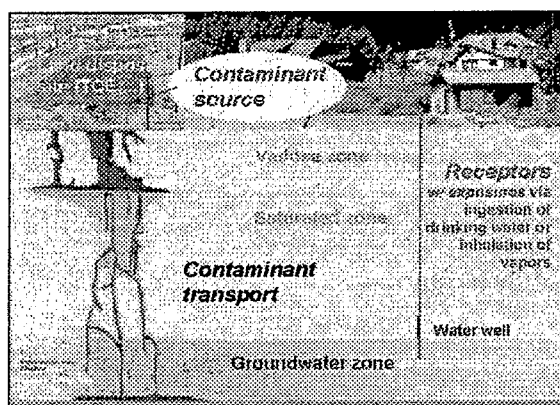 Contaminant
source
Vadose zone
Saturated zone
Receptors
w/ exposures via
ingestion of
drinking water or
inhalation of
vapors
Contaminant
transport
Water well
Groundwater zone